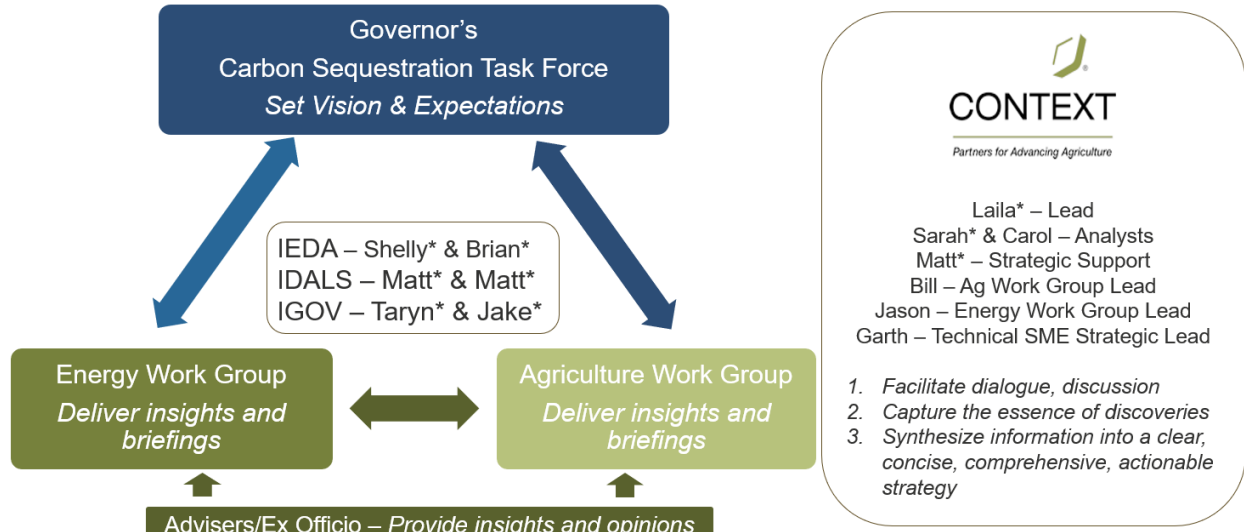 Governor's
Carbon Sequestration Task Force
Set Vision & Expectations
IEDA – Shelly* & Brian*
IDALS – Matt* & Matt*
IGOV – Taryn* & Jake*
Energy Work Group
Deliver insights and
briefings
Agriculture Work Group
Deliver insights and
briefings
Advisers/Ex Officio – Provide insights and opinions
CONTEXT
Partners for Advancing Agriculture
Laila* – Lead
Sarah* & Carol – Analysts
Matt* – Strategic Support
Bill – Ag Work Group Lead
Jason – Energy Work Group Lead
Garth – Technical SME Strategic Lead
1. Facilitate dialogue, discussion
2. Capture the essence of discoveries
3. Synthesize information into a clear,
concise, comprehensive, actionable
strategy